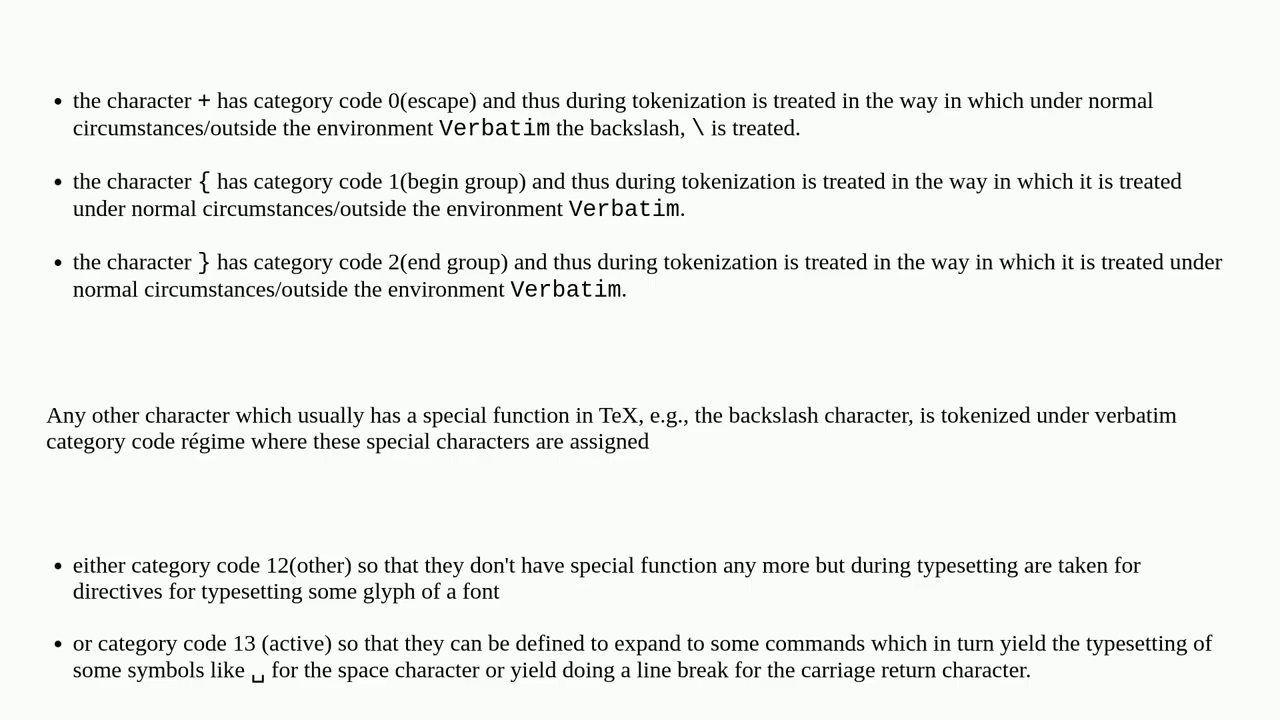 • the character + has category code 0(escape) and thus during tokenization is treated in the way in which under normal
circumstances/outside the environment Verbatim the backslash, \ is treated.
• the character { has category code 1(begin group) and thus during tokenization is treated in the way in which it is treated
under normal circumstances/outside the environment Verbatim.
• the character } has category code 2(end group) and thus during tokenization is treated in the way in which it is treated under
normal circumstances/outside the environment Verbatim.
Any other character which usually has a special function in TeX, e.g., the backslash character, is tokenized under verbatim
category code régime where these special characters are assigned
• either category code 12(other) so that they don't have special function any more but during typesetting are taken for
directives for typesetting some glyph of a font
• or category code 13 (active) so that they can be defined to expand to some commands which in turn yield the typesetting of
some symbols like ␣ for the space character or yield doing a line break for the carriage return character.